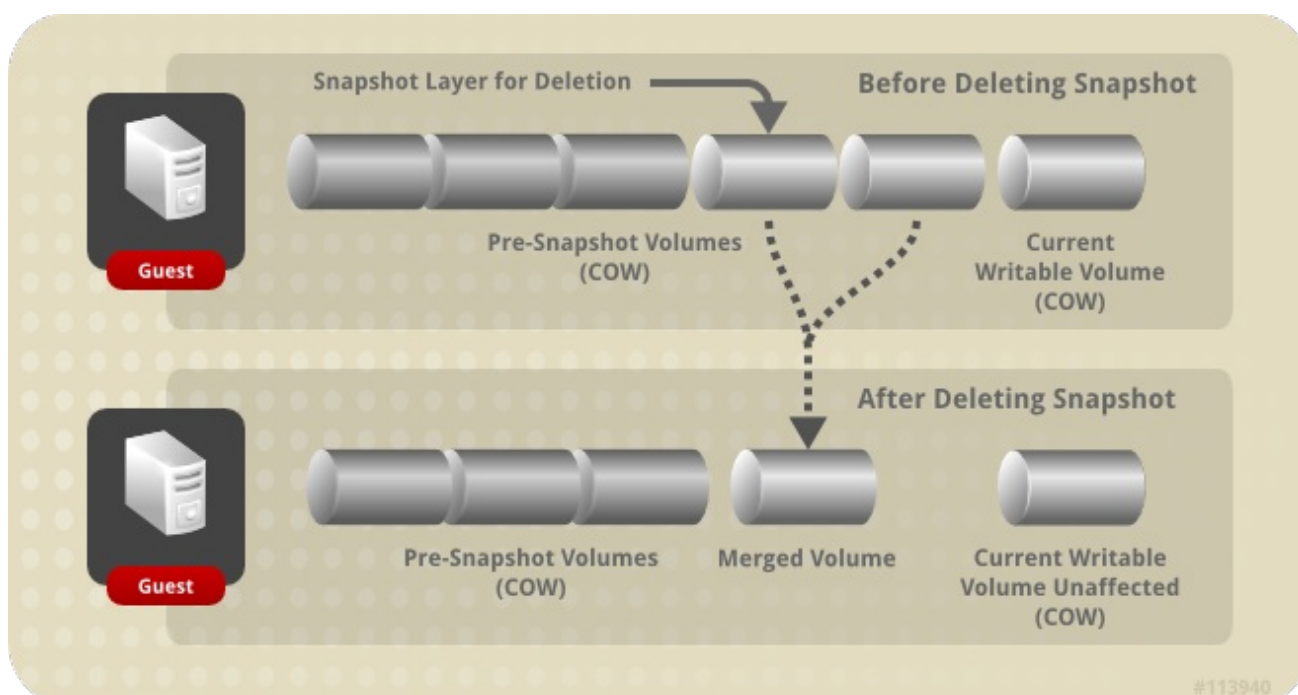 Snapshot Layer for Deletion
Before Deleting Snapshot
Guest
Pre-Snapshot Volumes
(COW)
Current
Writable Volume
(COW)
After Deleting Snapshot
Guest
Pre-Snapshot Volumes
(COW)
Merged Volume
Current Writable
Volume Unaffected
(COW)
#113940